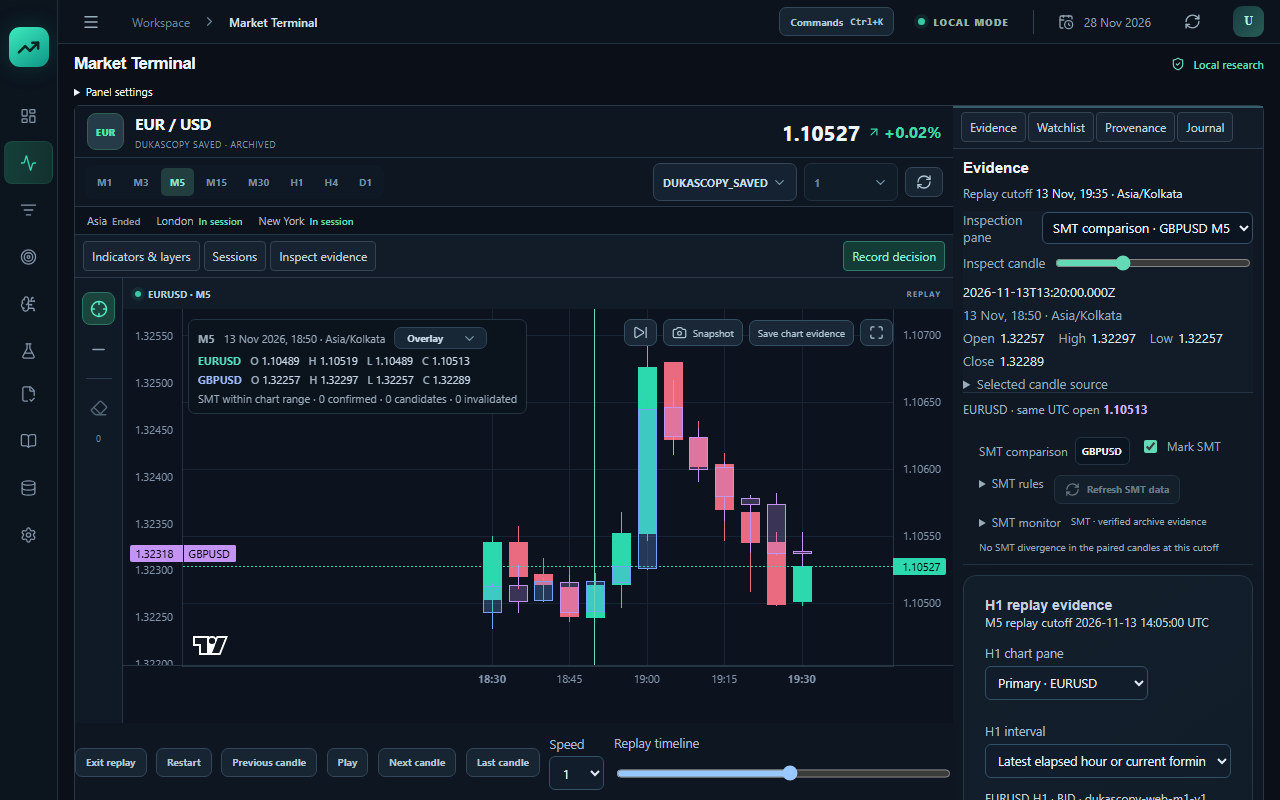 Workspace > Market Terminal
Commands Ctrl+K
LOCAL MODE
28 Nov 2026
U
Market Terminal
Local research
Panel settings
EUR
EUR / USD
DUKASCOPY SAVED · ARCHIVED
1.10527
+0.02%
M1 M3 M5 M15 M30 H1 H4 D1
DUKASCOPY_SAVED
1
Asia Ended London In session New York In session
Indicators & layers
Sessions
Inspect evidence
Record decision
EURUSD · M5
REPLAY
M5 13 Nov 2026, 18:50 · Asia/Kolkata Overlay
EURUSD O 1.10489 H 1.10519 L 1.10489 C 1.10513
GBPUSD O 1.32257 H 1.32297 L 1.32257 C 1.32289
SMT within chart range · 0 confirmed · 0 candidates · 0 invalidated
Snapshot
Save chart evidence
0
1.32550
1.32500
1.32450
1.32400
1.32350
1.32318 GBPUSD
1.32300
1.32250
1.32200
1.10700
1.10650
1.10600
1.10550
1.10527
1.10500
18:30 18:45 19:00 19:15 19:30
Exit replay
Restart
Previous candle
Play
Next candle
Last candle
Speed
1
Replay timeline
Evidence
Watchlist
Provenance
Journal
Evidence
Replay cutoff 13 Nov, 19:35 · Asia/Kolkata
Inspection pane
SMT comparison · GBPUSD M5
Inspect candle
2026-11-13T13:20:00.000Z
13 Nov, 18:50 · Asia/Kolkata
Open 1.32257 High 1.32297 Low 1.32257
Close 1.32289
Selected candle source
EURUSD · same UTC open 1.10513
SMT comparison GBPUSD Mark SMT
SMT rules Refresh SMT data
SMT monitor SMT · verified archive evidence
No SMT divergence in the paired candles at this cutoff
H1 replay evidence
M5 replay cutoff 2026-11-13 14:05:00 UTC
H1 chart pane
Primary · EURUSD
H1 interval
Latest elapsed hour or current formin
EURUSD H1 · BID · dukascopy-web-m1-v1